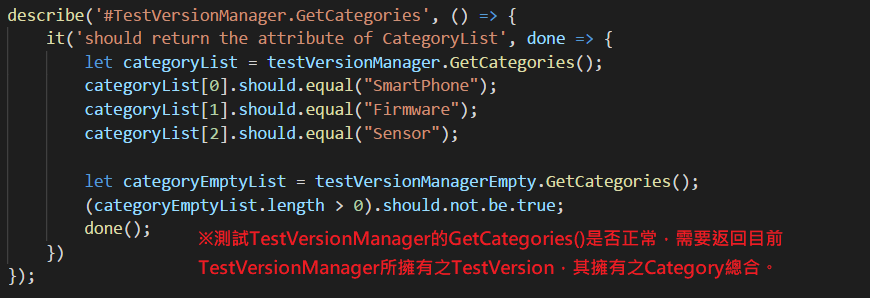 describe('#TestVersionManager.GetCategories', () => {
    it('should return the attribute of CategoryList', done => {
        let categoryList = testVersionManager.GetCategories();
        categoryList[0].should.equal("SmartPhone");
        categoryList[1].should.equal("Firmware");
        categoryList[2].should.equal("Sensor");

        let categoryEmptyList = testVersionManagerEmpty.GetCategories();
        (categoryEmptyList.length > 0).should.not.be.true;
        done();
※測試TestVersionManager的GetCategories()是否正常，需要返回目前
    })
TestVersionManager所擁有之TestVersion，其擁有之Category總合。
});